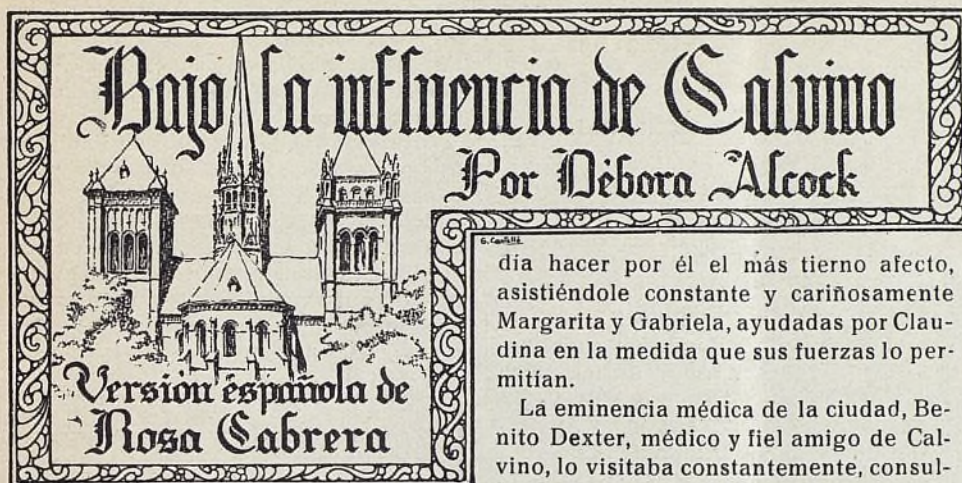 Bajo la influencia de Calvino
Por Débora Alcock
Versión española de
Rosa Cabrera
G. Castellá
día hacer por él el más tierno afecto,
asistiéndole constante y cariñosamente
Margarita y Gabriela, ayudadas por Clau-
dina en la medida que sus fuerzas lo per-
mitían.
La eminencia médica de la ciudad, Be-
nito Dexter, médico y fiel amigo de Cal-
vino, lo visitaba constantemente, consul-